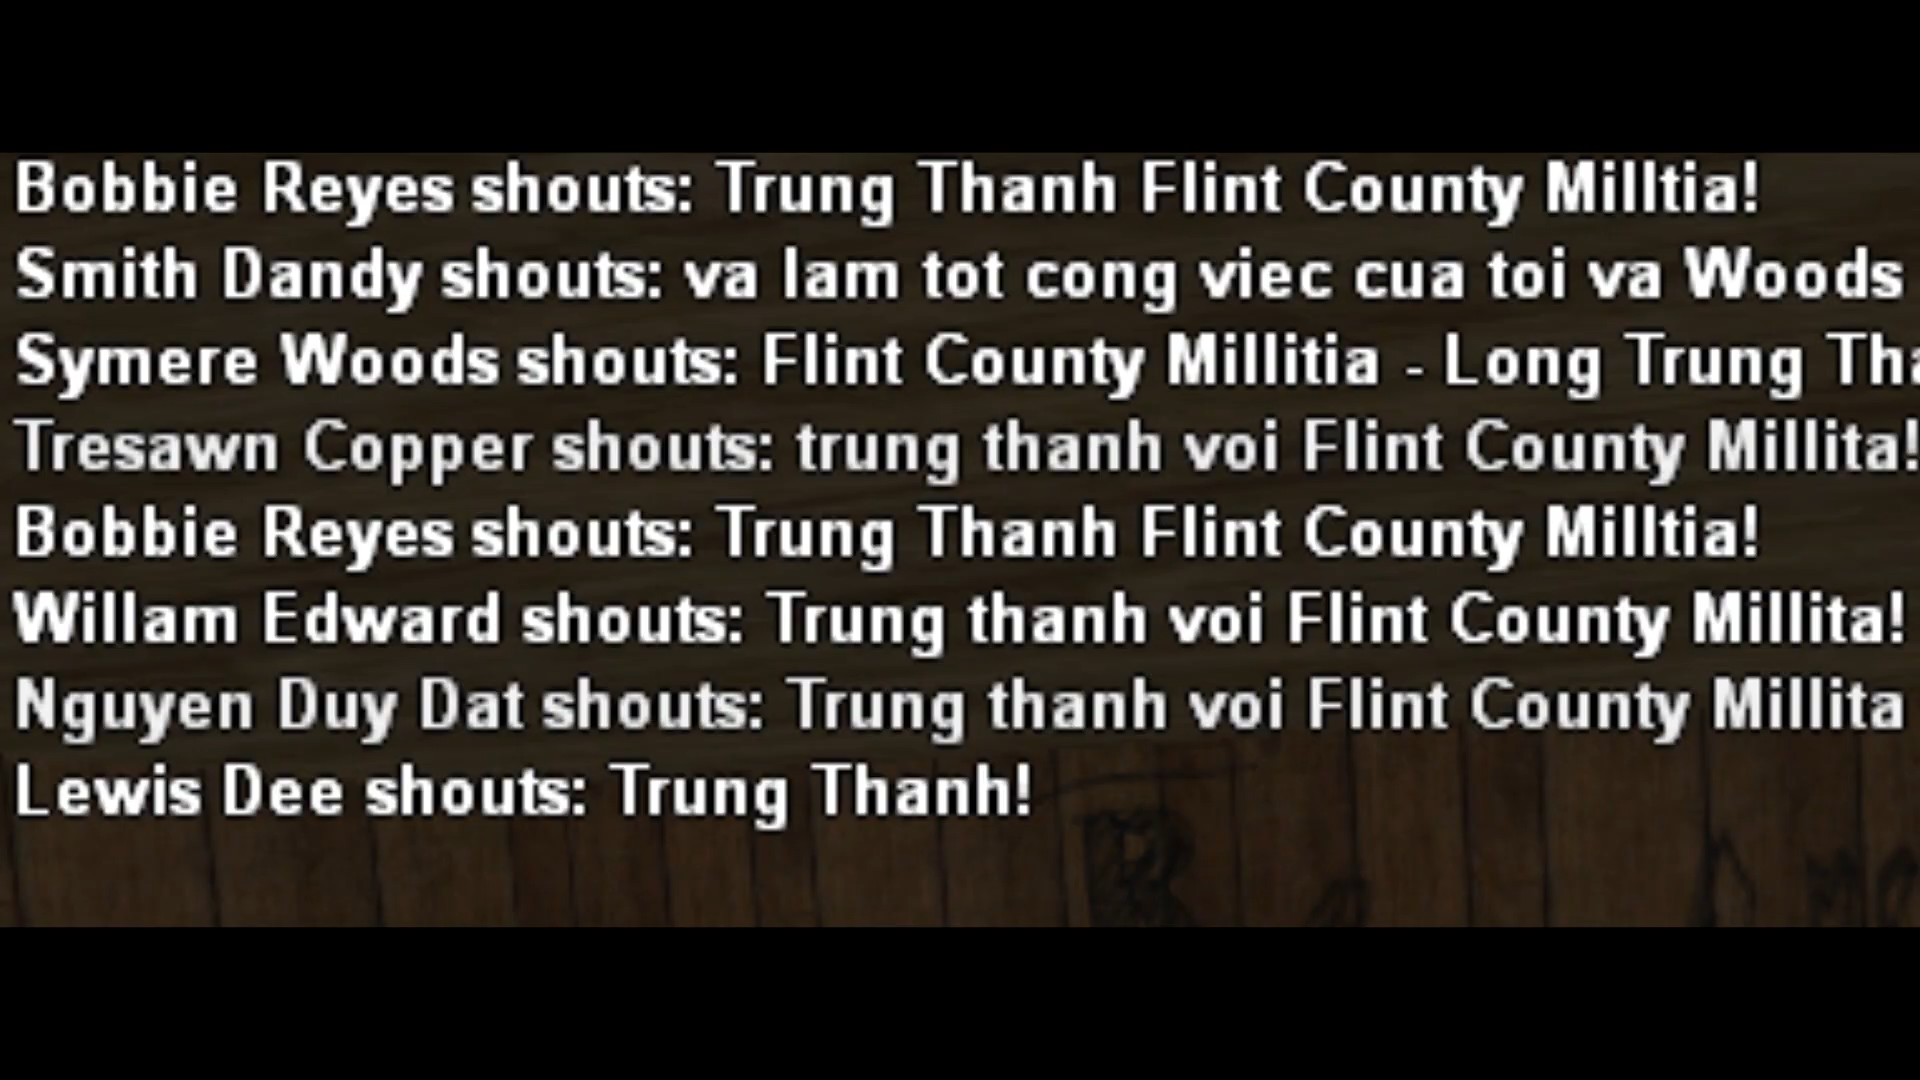 Bobbie Reyes shouts: Trung Thanh Flint County Milltia!
Smith Dandy shouts: va lam tot cong viec cua toi va Woods
Symere Woods shouts: Flint County Millitia - Long Trung
Tresawn Copper shouts: trung thanh voi Flint County Millita!
Bobbie Reyes shouts: Trung Thanh Flint County Milltia!
Willam Edward shouts: Trung thanh voi Flint County Millita!
Nguyen Duy Dat shouts: Trung thanh voi Flint County Millita
Lewis Dee shouts: Trung Thanh!